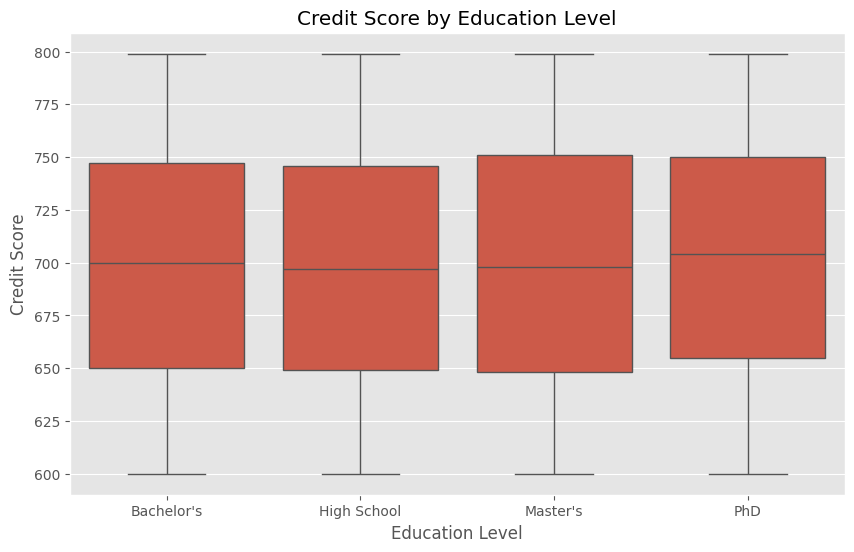 Credit Score by Education Level
800
775
750
725
700
675
650
625
600
Credit Score
Bachelor's High School Master's PhD
Education Level